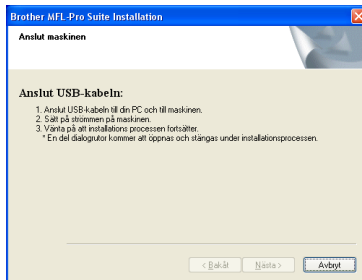 Brother MFL-Pro Suite Installation
Anslut maskinen
Anslut USB-kabeln:
1. Anslut USB-kabeln till din PC och till maskinen.
2. Sätt på strömmen på maskinen.
3. Vänta på att installations processen fortsätter.
* En del dialogrutor kommer att öppnas och stängas under installationsprocessen.
< Bakåt
Nästa >
Avbryt